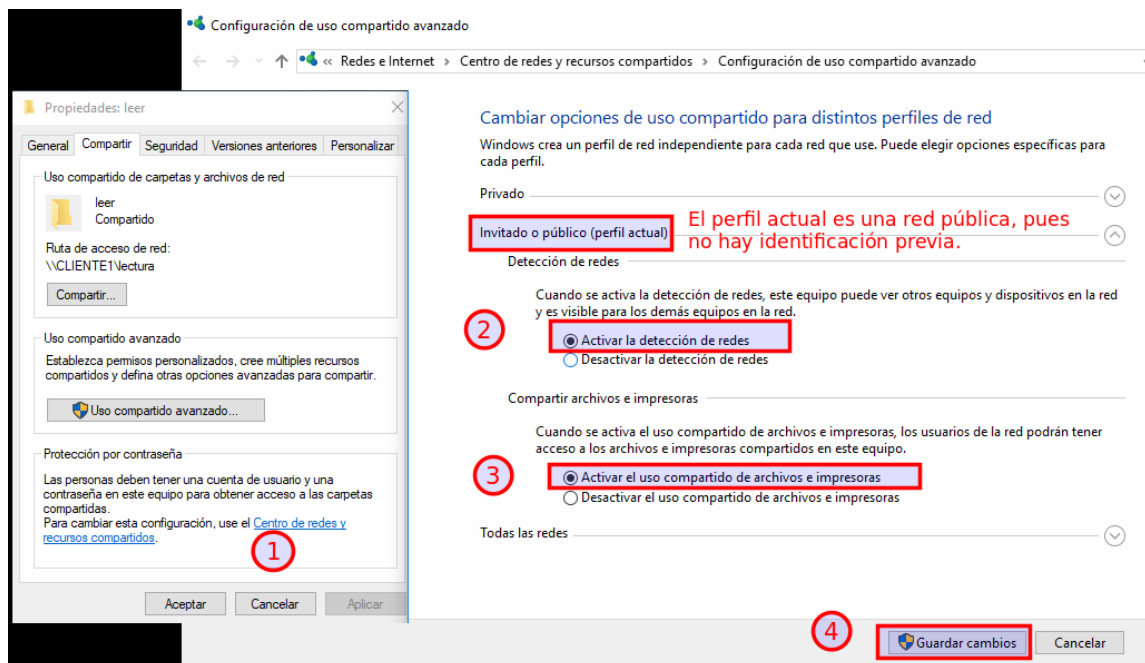 Configuración de uso compartido avanzado
« Redes e Internet > Centro de redes y recursos compartidos > Configuración de uso compartido avanzado
Propiedades: leer
General Compartir Seguridad Versiones anteriores Personalizar
Uso compartido de carpetas y archivos de red
leer
Compartido
Ruta de acceso de red:
\\CLIENTE1\lectura
Compartir...
Uso compartido avanzado
Establezca permisos personalizados, cree múltiples recursos
compartidos y defina otras opciones avanzadas para compartir.
Uso compartido avanzado...
Protección por contraseña
Las personas deben tener una cuenta de usuario y una
contraseña en este equipo para obtener acceso a las carpetas
compartidas.
Para cambiar esta configuración, use el Centro de redes y
recursos compartidos.
1
Aceptar Cancelar Aplicar
Cambiar opciones de uso compartido para distintos perfiles de red
Windows crea un perfil de red independiente para cada red que use. Puede elegir opciones específicas para
cada perfil.
Privado
Invitado o público (perfil actual)
El perfil actual es una red pública, pues
no hay identificación previa.
Detección de redes
Cuando se activa la detección de redes, este equipo puede ver otros equipos y dispositivos en la red
y es visible para los demás equipos en la red.
2
Activar la detección de redes
Desactivar la detección de redes
Compartir archivos e impresoras
Cuando se activa el uso compartido de archivos e impresoras, los usuarios de la red podrán tener
acceso a los archivos e impresoras compartidos en este equipo.
3
Activar el uso compartido de archivos e impresoras
Desactivar el uso compartido de archivos e impresoras
Todas las redes
4
Guardar cambios Cancelar